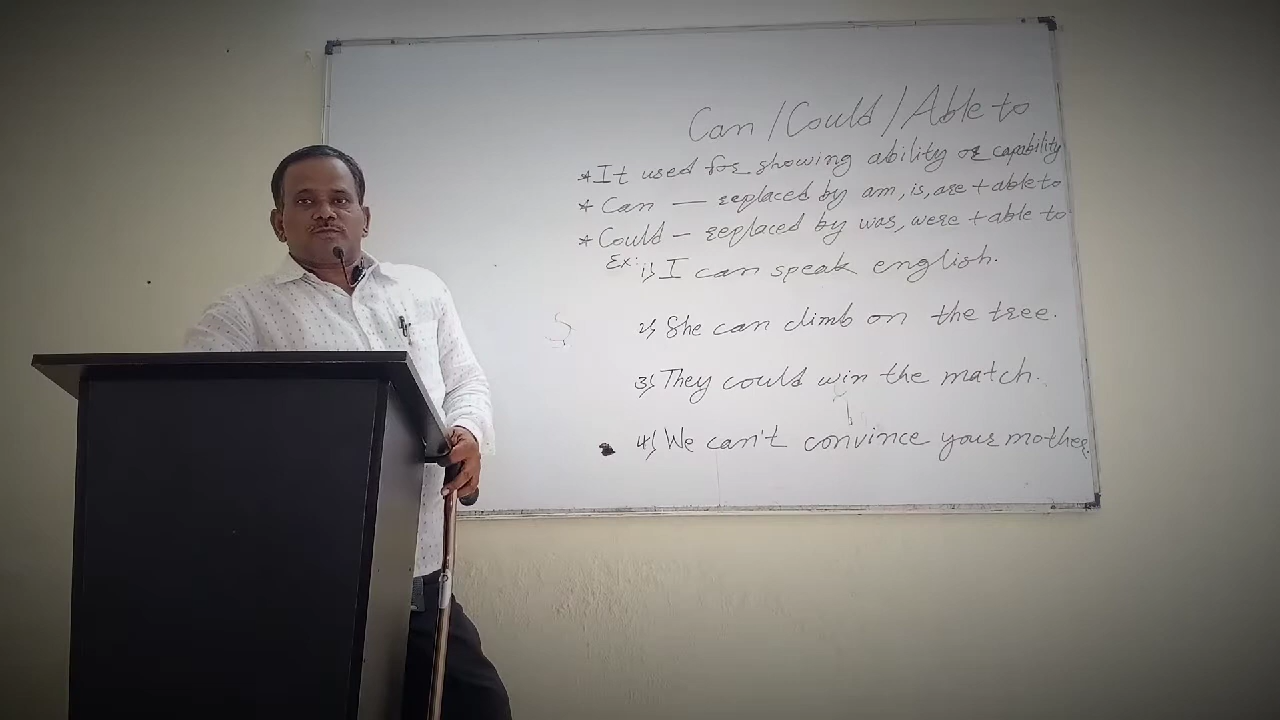 Can / Could / Able to
* It used for showing ability or capability
* Can — replaced by am, is, are + able to
* Could — replaced by was, were + able to
Ex: 1) I can speak english.
2) She can climb on the tree.
3) They could win the match.
4) We can't convince your mother.